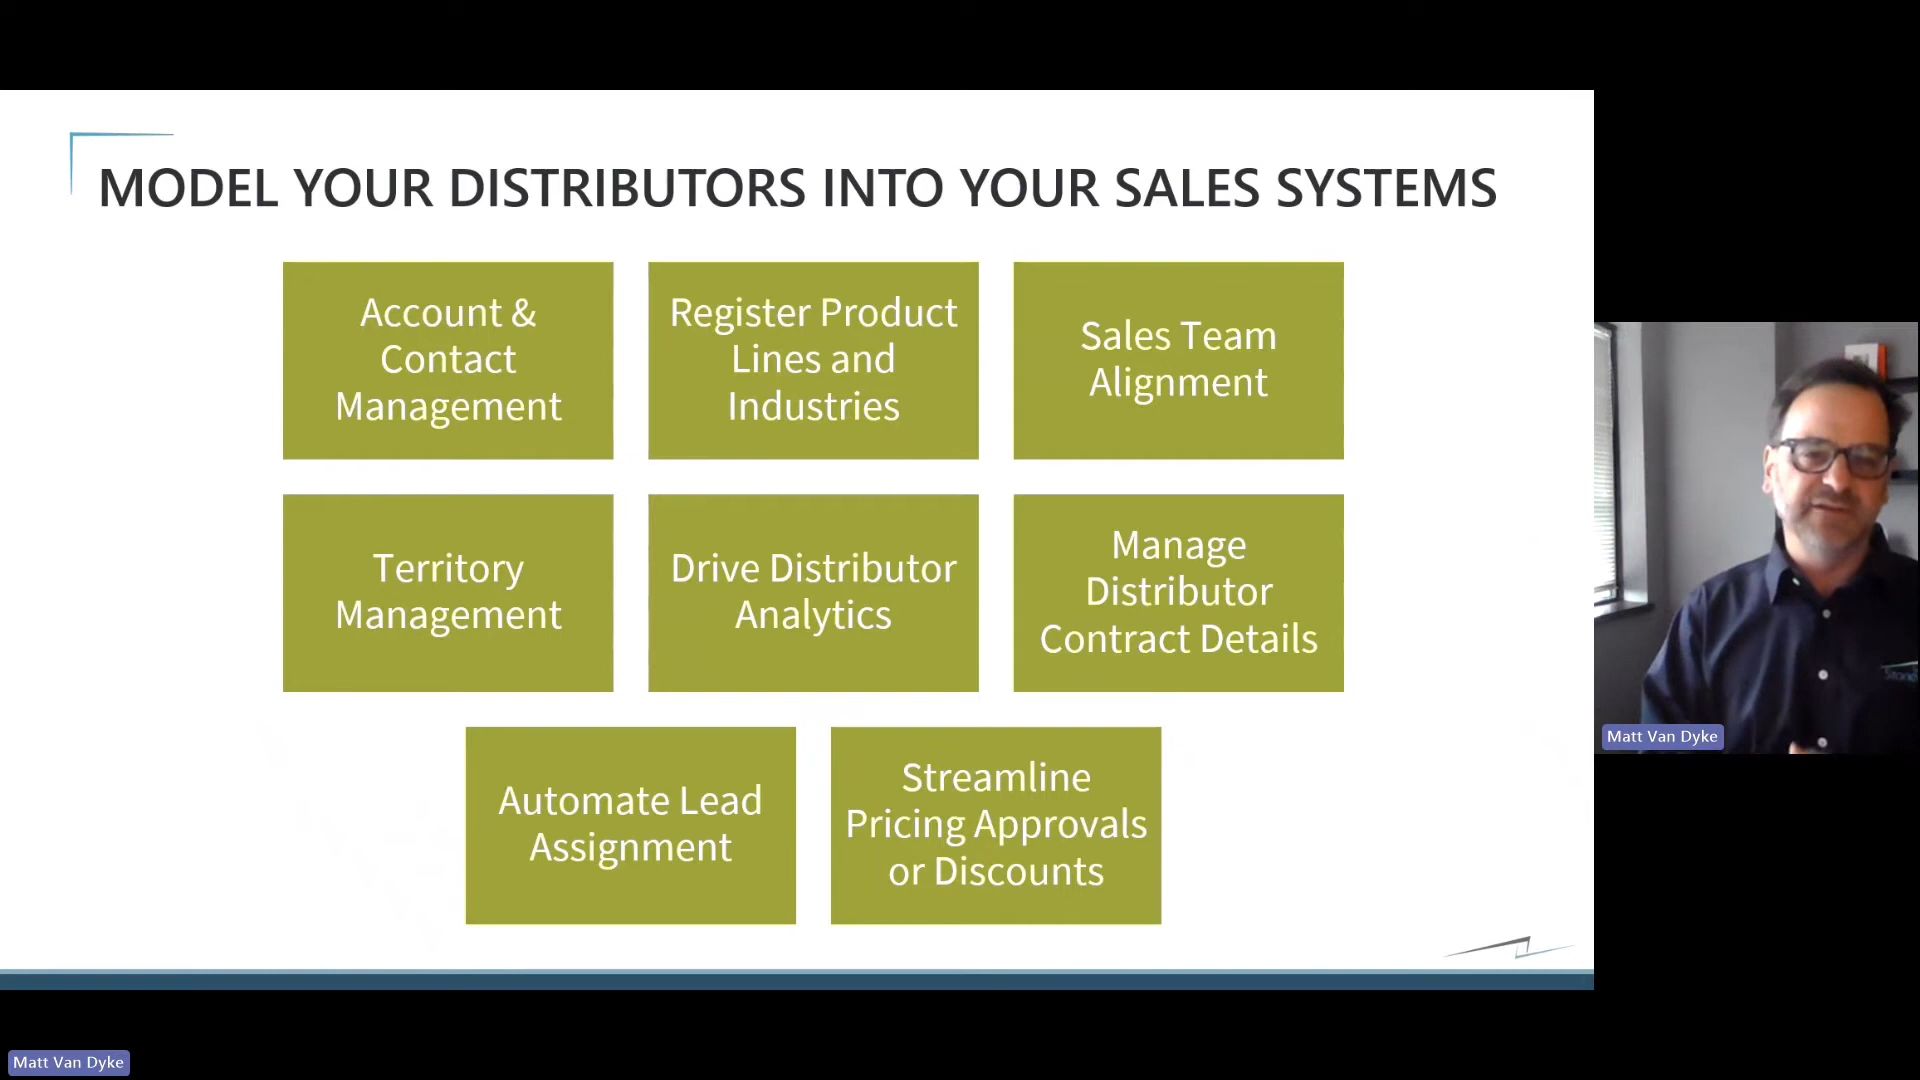 MODEL YOUR DISTRIBUTORS INTO YOUR SALES SYSTEMS
Account &
Contact
Management
Register Product
Lines and
Industries
Sales Team
Alignment
Territory
Management
Drive Distributor
Analytics
Manage
Distributor
Contract Details
Automate Lead
Assignment
Streamline
Pricing Approvals
or Discounts
Matt Van Dyke
Matt Van Dyke